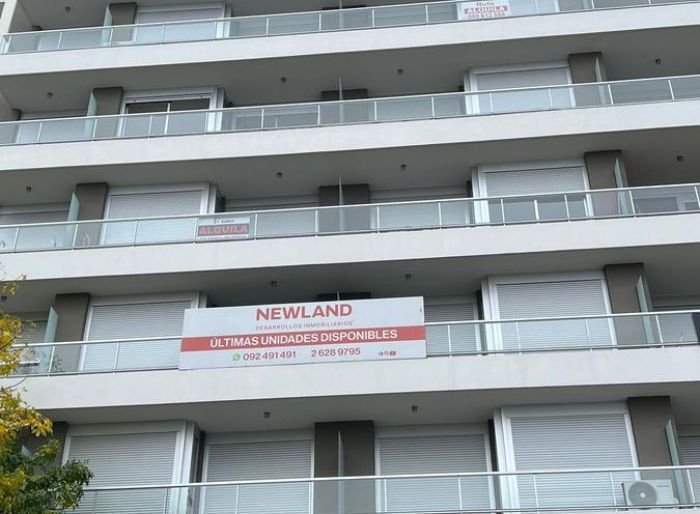 ALQUILA
ALQUILA
NEWLAND
DESARROLLOS INMOBILIARIOS
ÚLTIMAS UNIDADES DISPONIBLES
092 491 491 2 628 9795